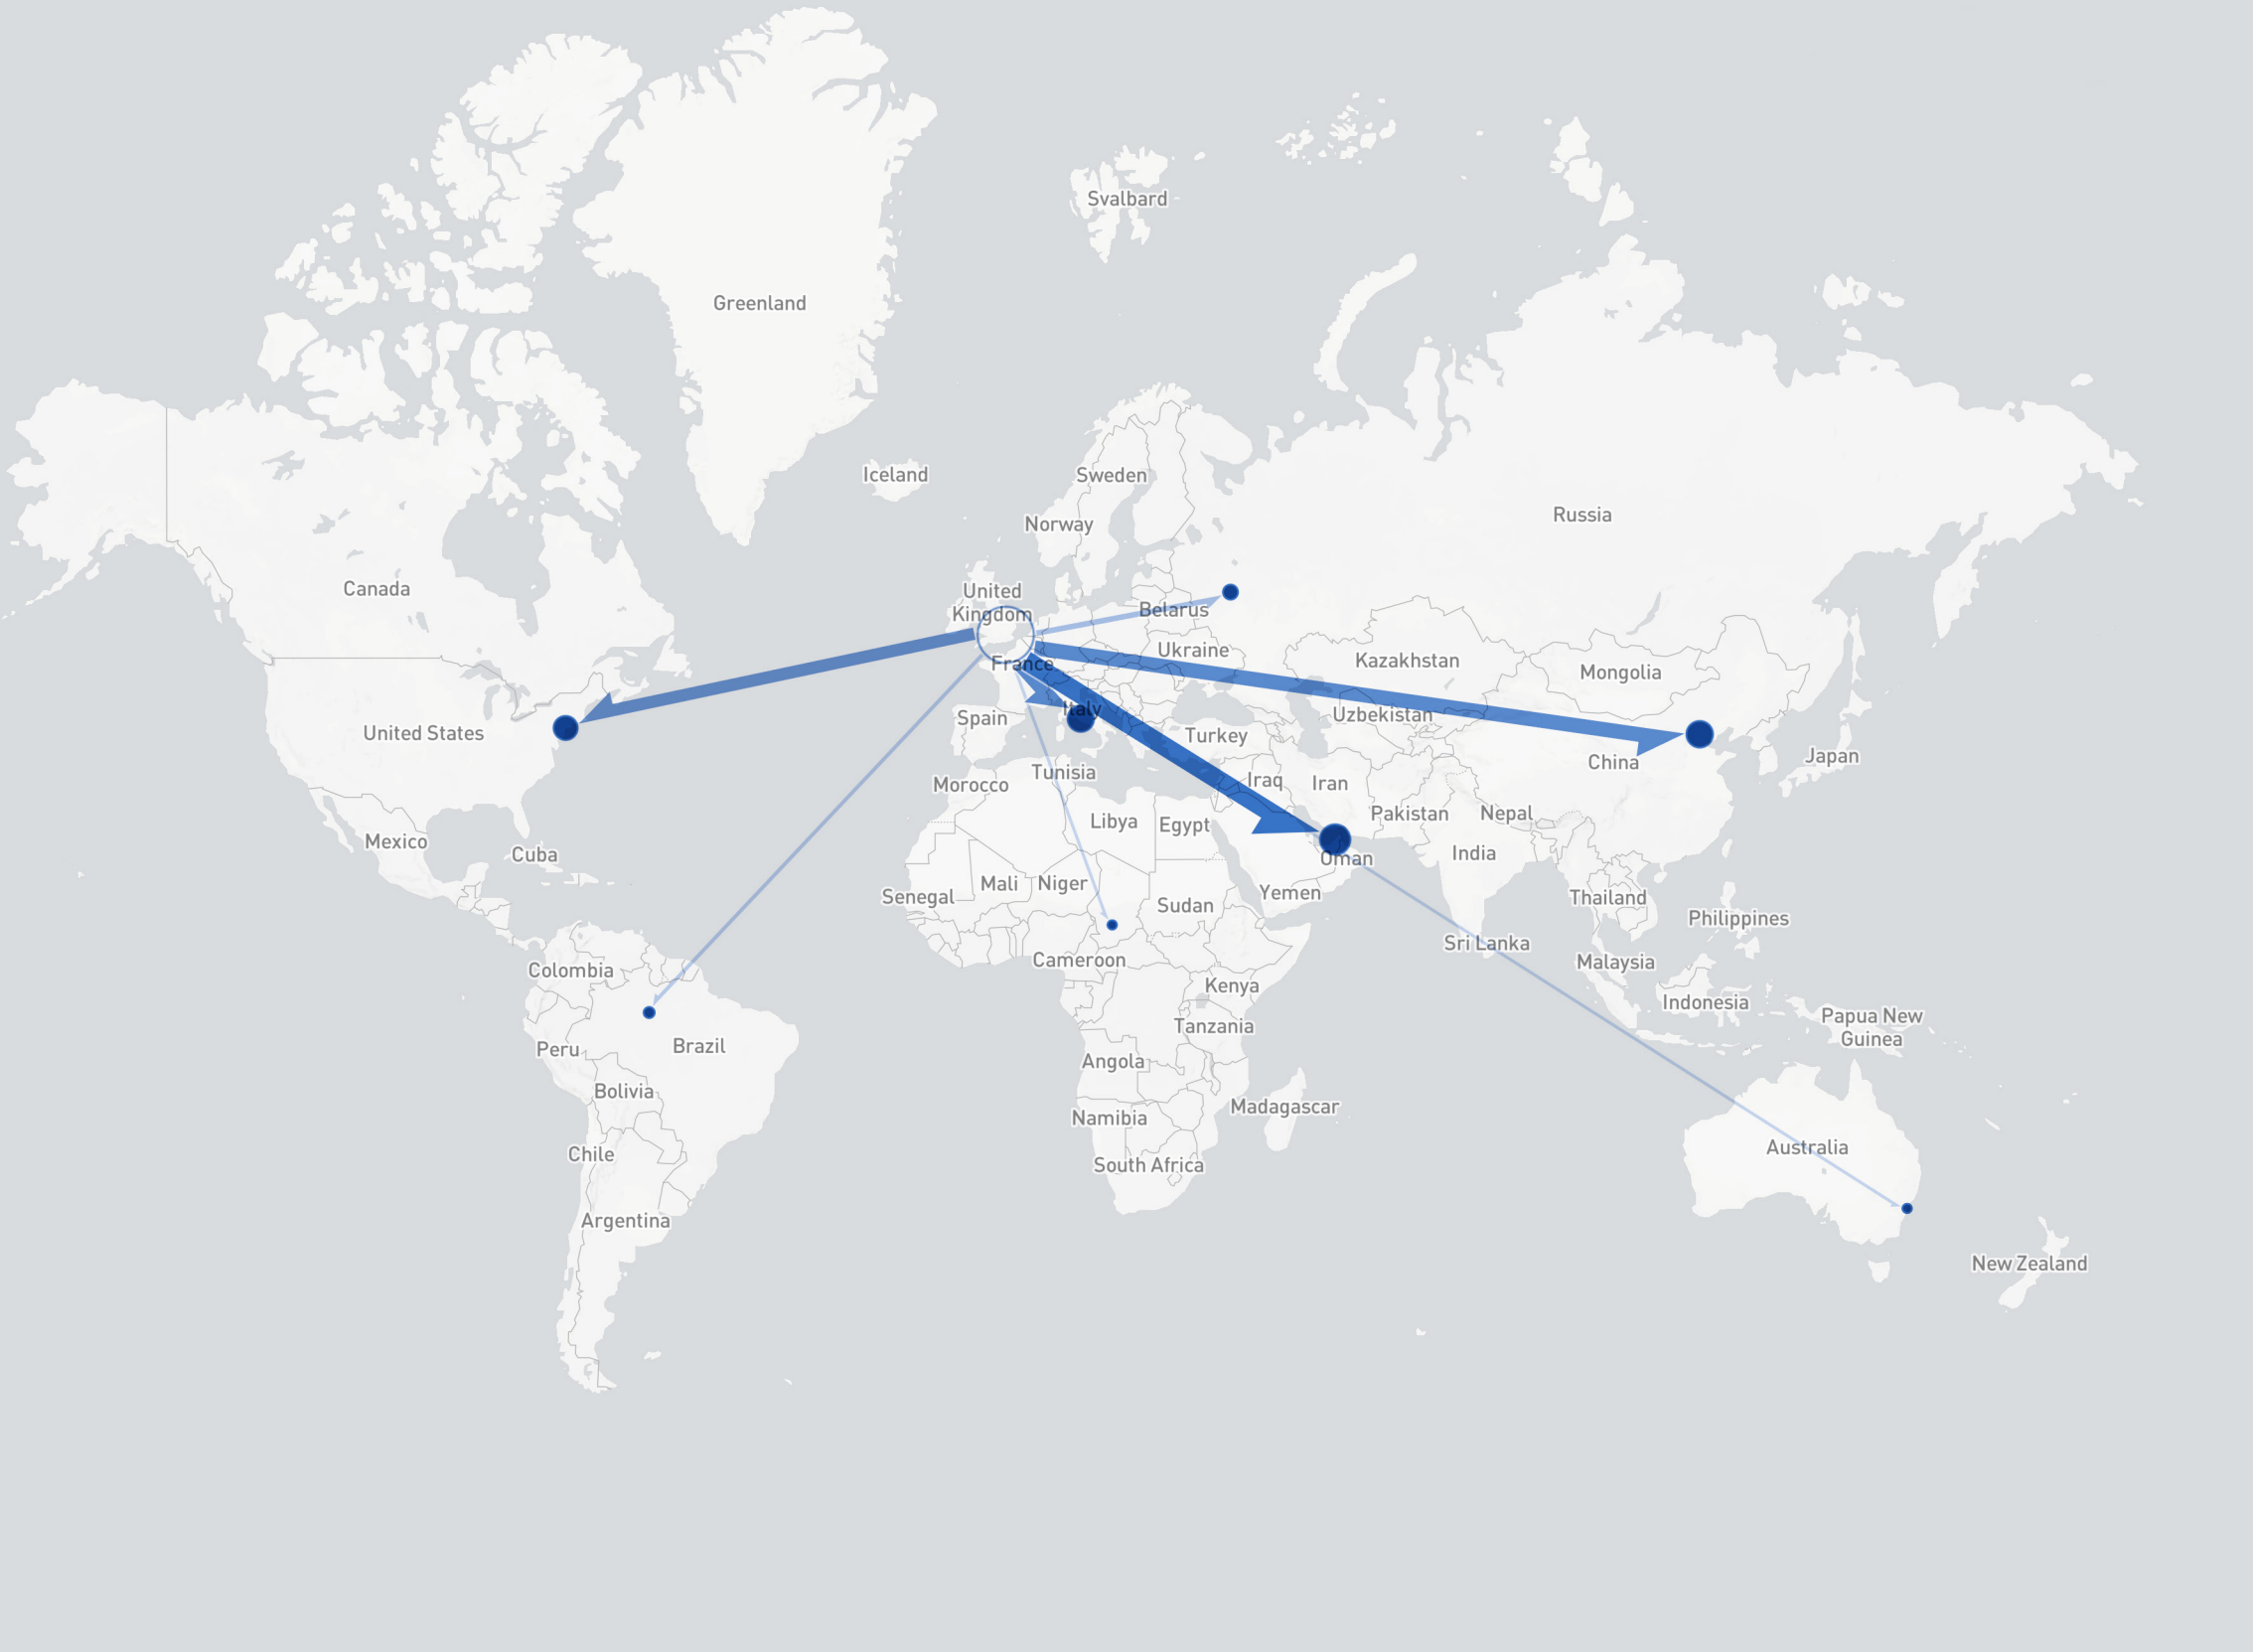 Svalbard
Greenland
Iceland
Sweden
Norway
Russia
Canada
United
Kingdom
Belarus
Ukraine
France
Kazakhstan
Mongolia
Italy
Spain
Uzbekistan
United States
Turkey
China
Japan
Tunisia
Morocco
Iraq
Iran
Libya
Egypt
Pakistan
Nepal
Mexico
Cuba
India
Oman
Mali
Niger
Senegal
Sudan
Yemen
Thailand
Philippines
Sri Lanka
Colombia
Cameroon
Malaysia
Kenya
Indonesia
Papua New
Guinea
Tanzania
Peru
Brazil
Angola
Bolivia
Namibia
Madagascar
Chile
Australia
South Africa
Argentina
New Zealand